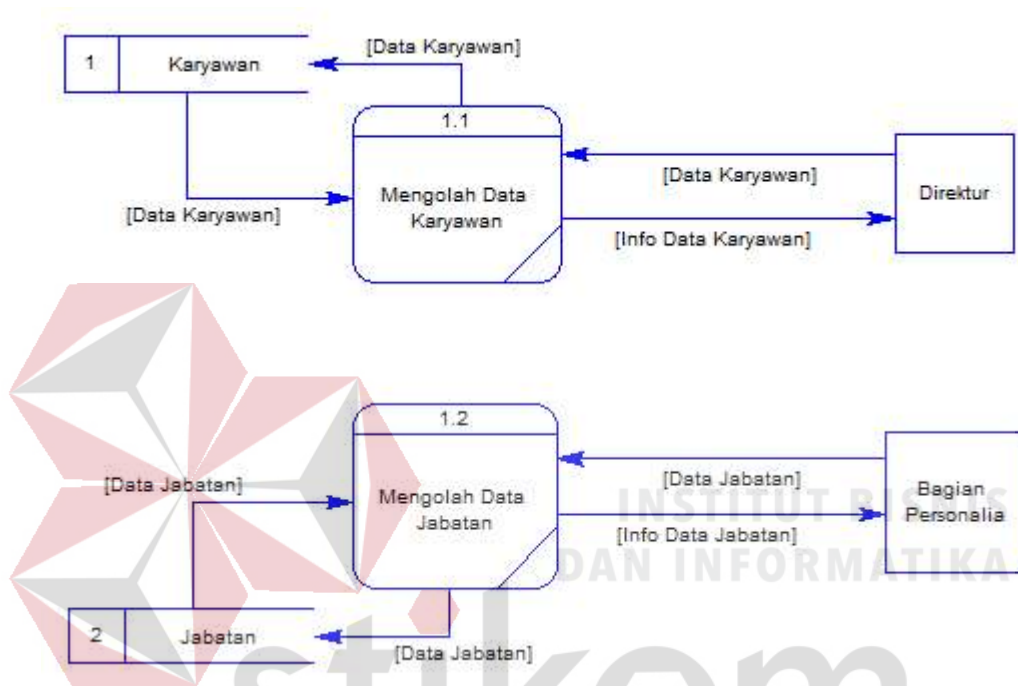 [Data Karyawan]
1
Karyawan
1.1
Mengolah Data
Karyawan
[Data Karyawan]
[Data Karyawan]
[Info Data Karyawan]
Direktur
1.2
Mengolah Data
Jabatan
[Data Jabatan]
[Data Jabatan]
[Info Data Jabatan]
Bagian
Personalia
INSTITUT BISNIS
DAN INFORMATIKA
2
Jabatan
[Data Jabatan]
stikom